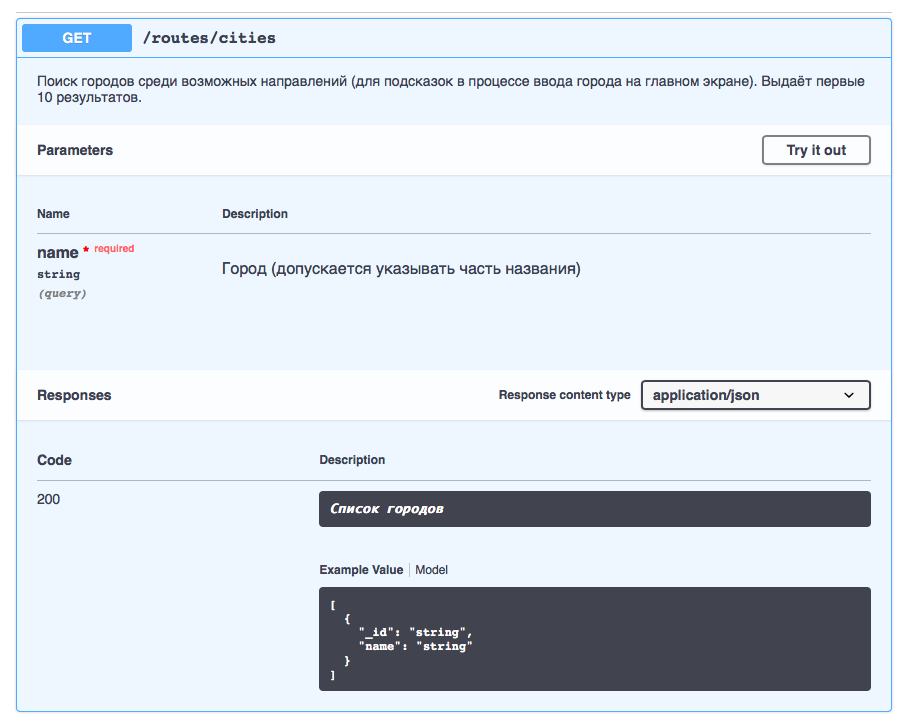 GET /routes/cities
Поиск городов среди возможных направлений (для подсказок в процессе ввода города на главном экране). Выдаёт первые
10 результатов.
Parameters Try it out
Name Description
name * required
string
(query)
Город (допускается указывать часть названия)
Responses Response content type application/json
Code Description
200
Список городов
Example Value Model
[
{
"_id": "string",
"name": "string"
}
]